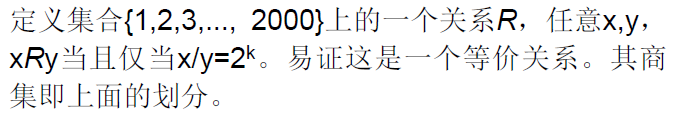 定义集合{1,2,3,..., 2000}上的一个关系R，任意x,y，
xRy当且仅当x/y=2ᵏ。易证这是一个等价关系。其商
集即上面的划分。